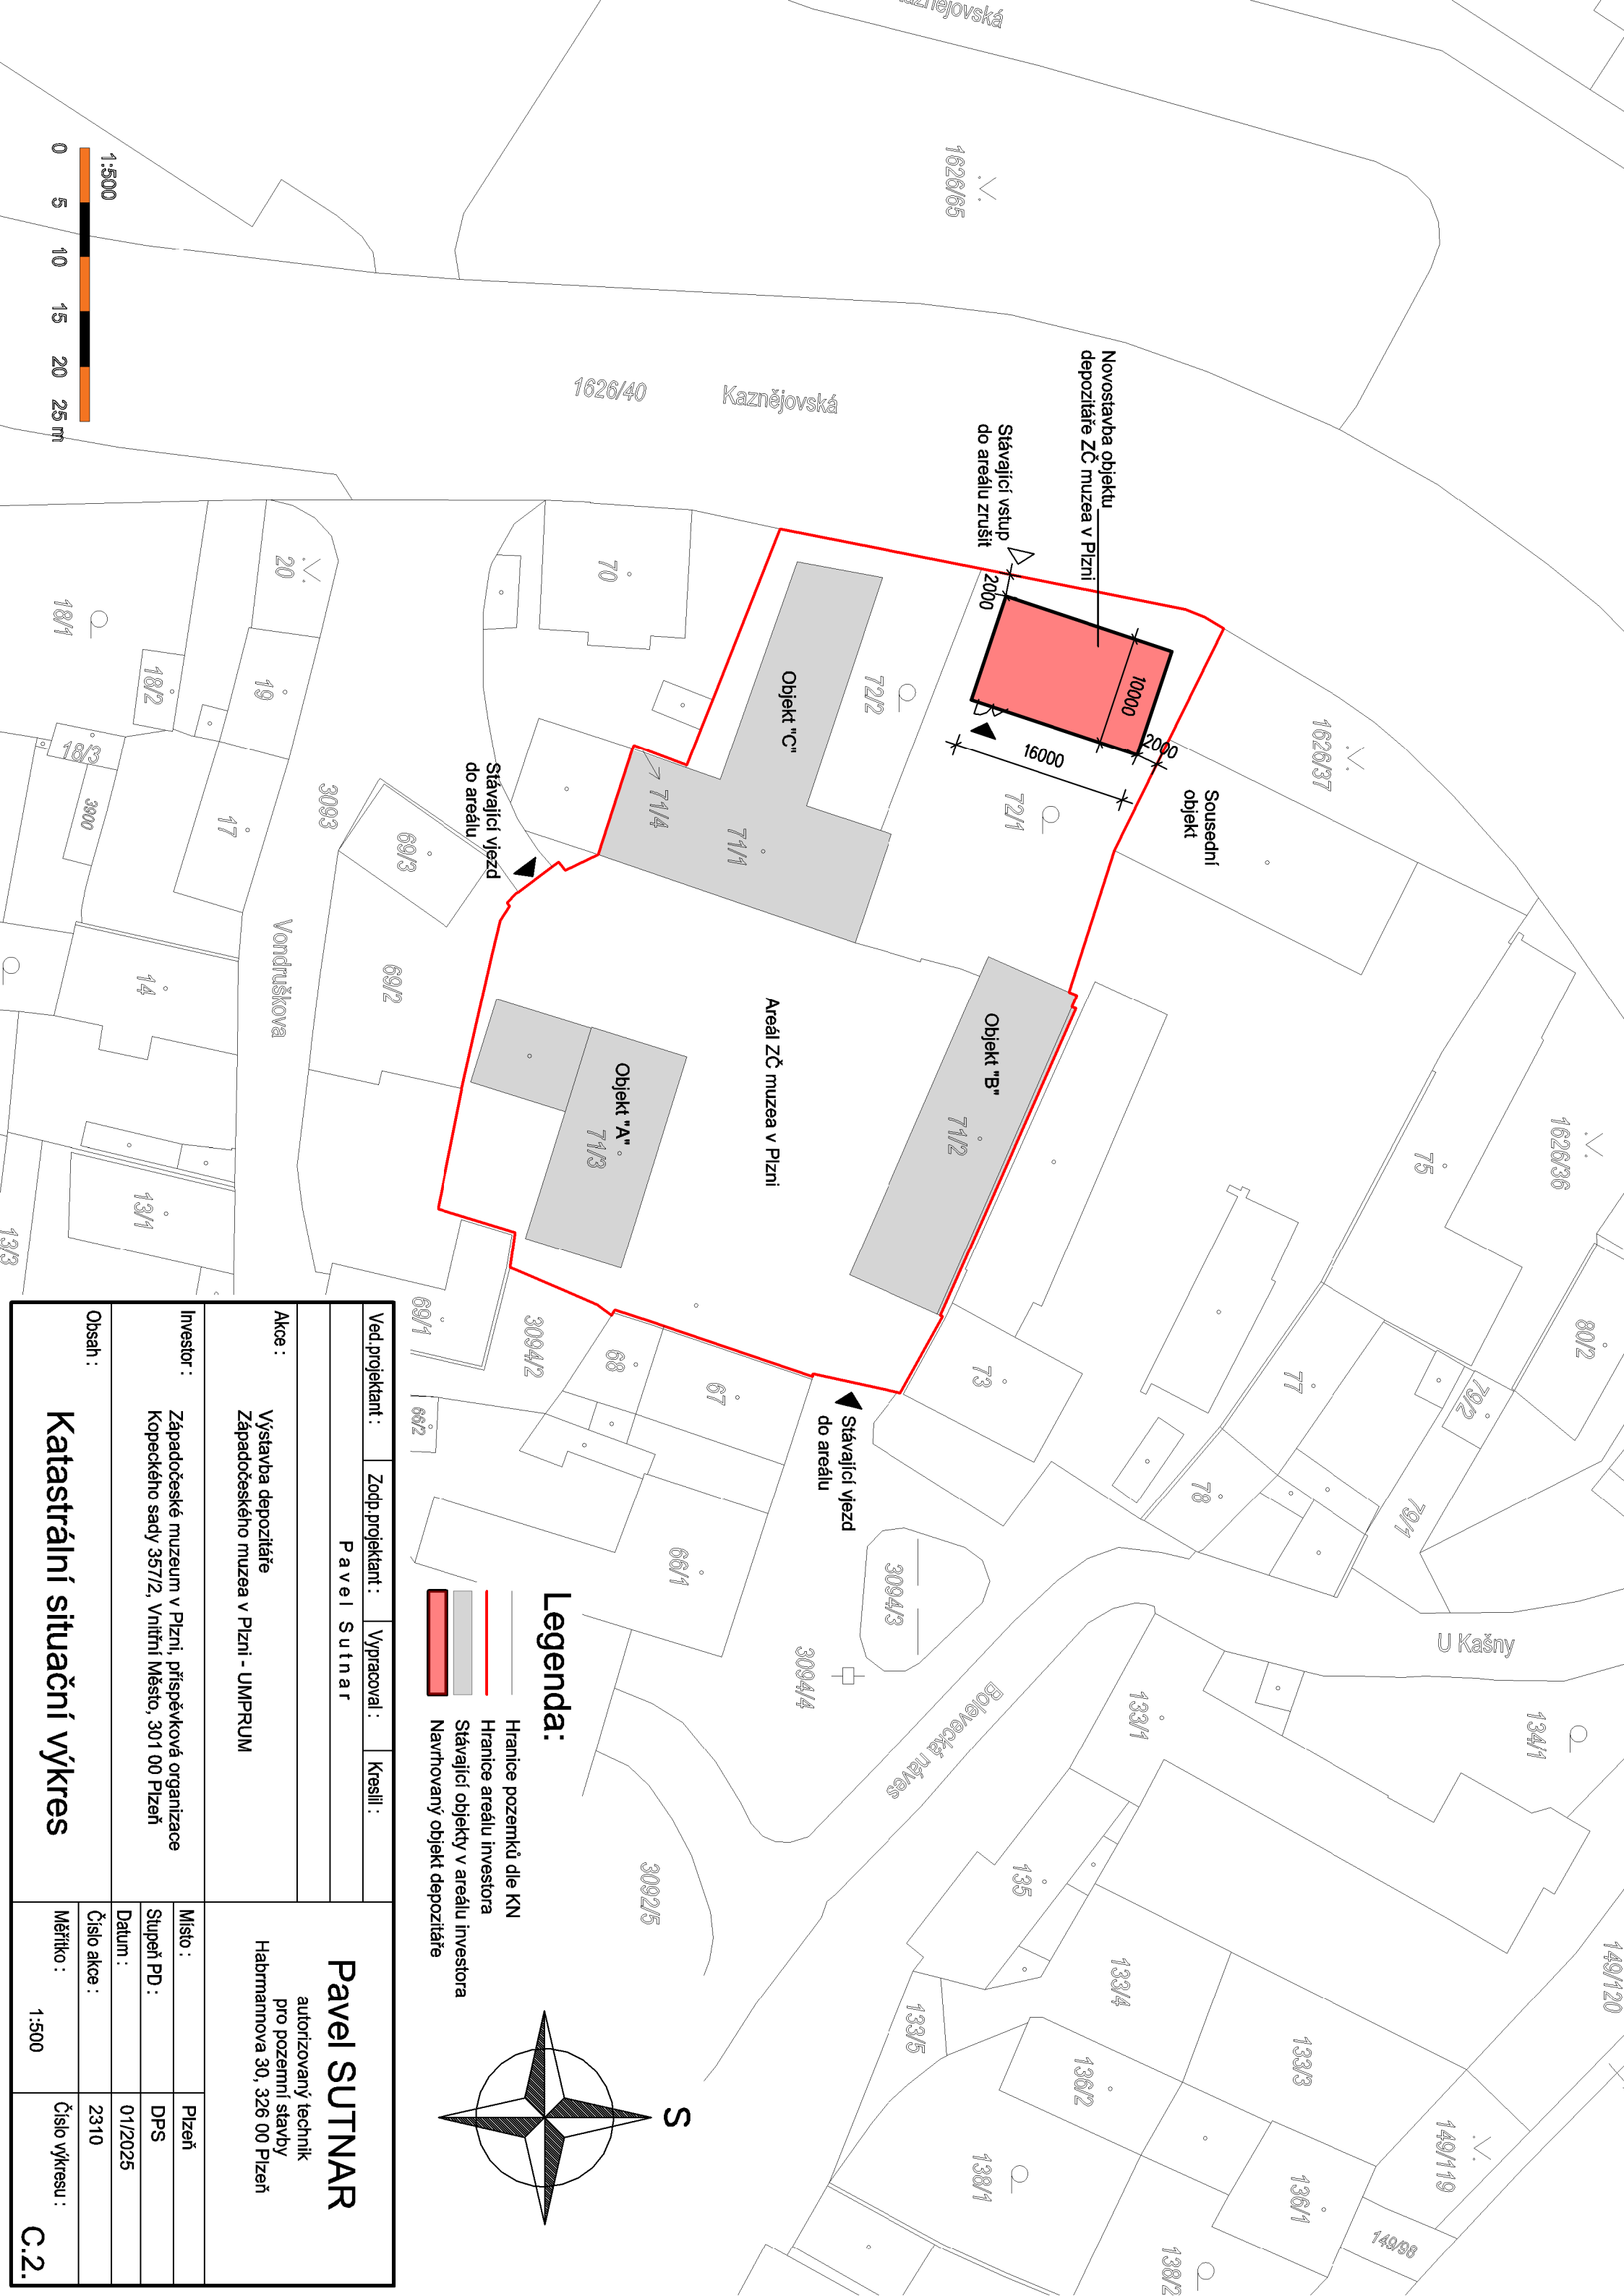 Kaznějovská
1626/65
1:500
0 5 10 15 20 25 m
1626/40
Kaznějovská
Novostavba objektu
depozitáře ZČ muzea v Plzni
Stávající vstup
do areálu zrušit
2000
10000
2000
16000
Sousední
objekt
1626/37
72/2
72/1
Objekt "C"
71/1
71/4
70
20
19
18/1
18/2
18/3
3900
17
3093
69/3
Stávající vjezd
do areálu
69/2
Vondruškova
14
13/1
13/3
Areál ZČ muzea v Plzni
Objekt "B"
71/2
Objekt "A"
71/3
75
1626/36
80/2
79/2
79/1
77
78
73
Stávající vjezd
do areálu
69/1
3094/2
68
67
66/2
66/1
3094/3
3094/4
U Kašny
Bolevecká náves
133/1
134/1
135
3092/5
133/4
133/5
133/3
136/2
136/1
138/1
138/2
149/120
149/119
149/98
Legenda:
Hranice pozemků dle KN
Hranice areálu investora
Stávající objekty v areálu investora
Navrhovaný objekt depozitáře
S
Ved.projektant :
Zodp.projektant :
Vypracoval :
Kreslil :
Pavel Sutnar
Pavel SUTNAR
autorizovaný technik
pro pozemní stavby
Habrmannova 30, 326 00 Plzeň
Akce :
Výstavba depozitáře
Západočeského muzea v Plzni - UMPRUM
Investor :
Západočeské muzeum v Plzni, příspěvková organizace
Kopeckého sady 357/2, Vnitřní Město, 301 00 Plzeň
Obsah :
Katastrální situační výkres
Místo : Plzeň
Stupeň PD : DPS
Datum : 01/2025
Číslo akce : 2310
Měřítko :
1:500
Číslo výkresu :
C.2.